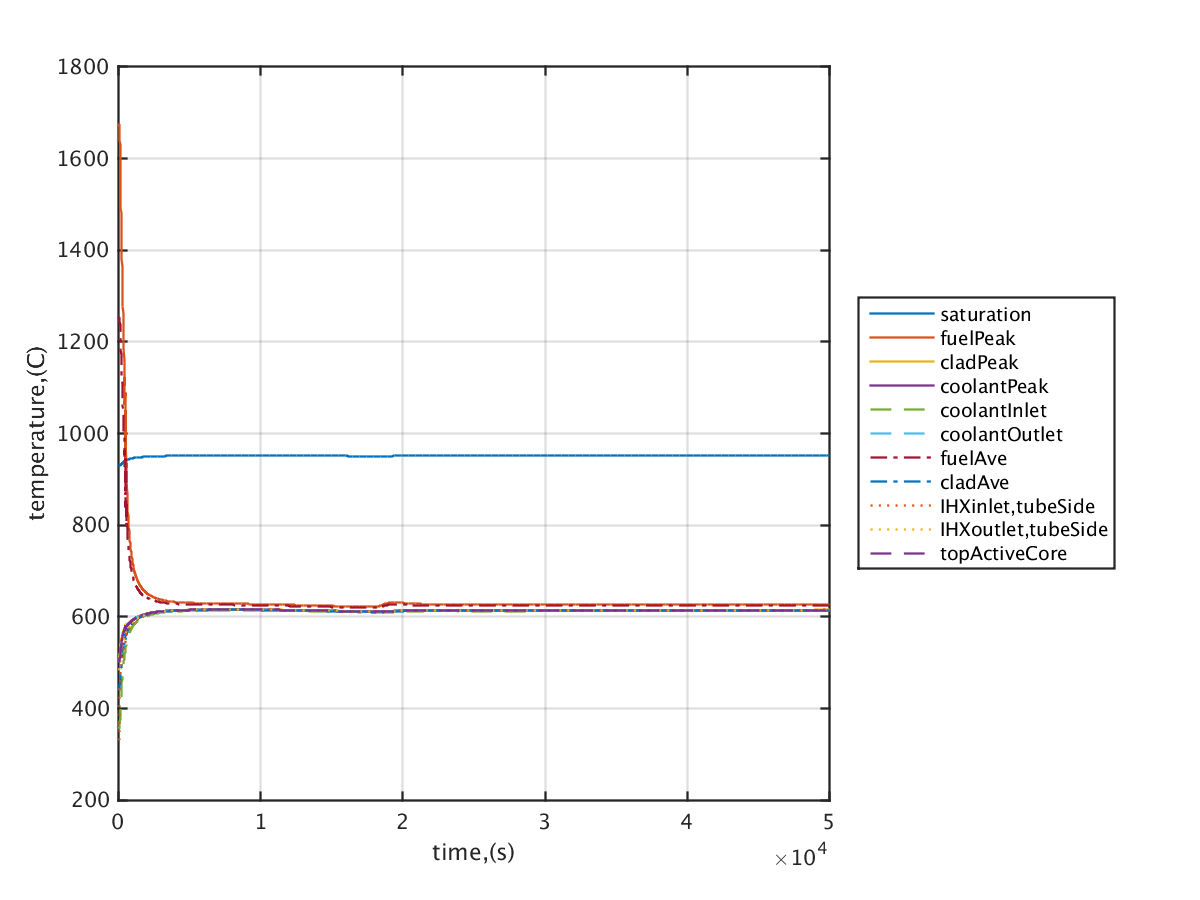 1800
1600
1400
1200
1000
800
600
400
200
temperature,(C)
0
1
2
3
4
5
×10^4
time,(s)
saturation
fuelPeak
cladPeak
coolantPeak
coolantInlet
coolantOutlet
fuelAve
cladAve
IHXinlet,tubeSide
IHXoutlet,tubeSide
topActiveCore